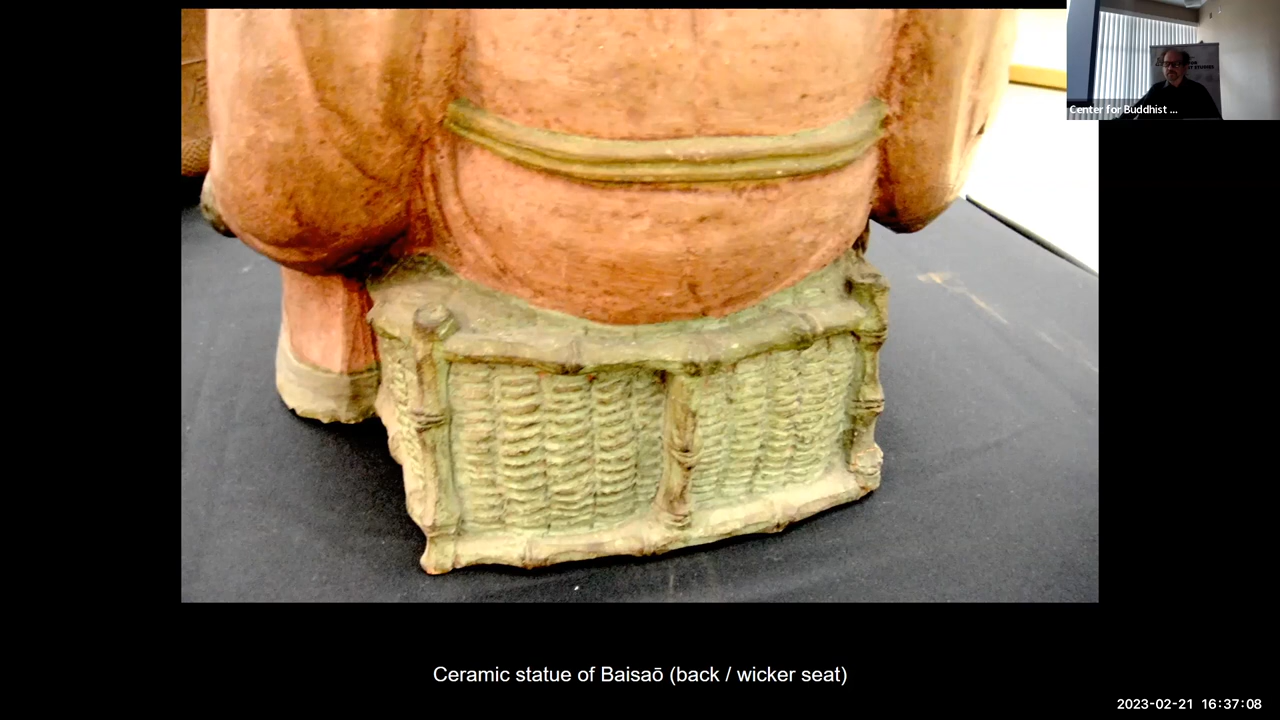 Center for Buddhist ...
Ceramic statue of Baisaō (back / wicker seat)
2023-02-21 16:37:08